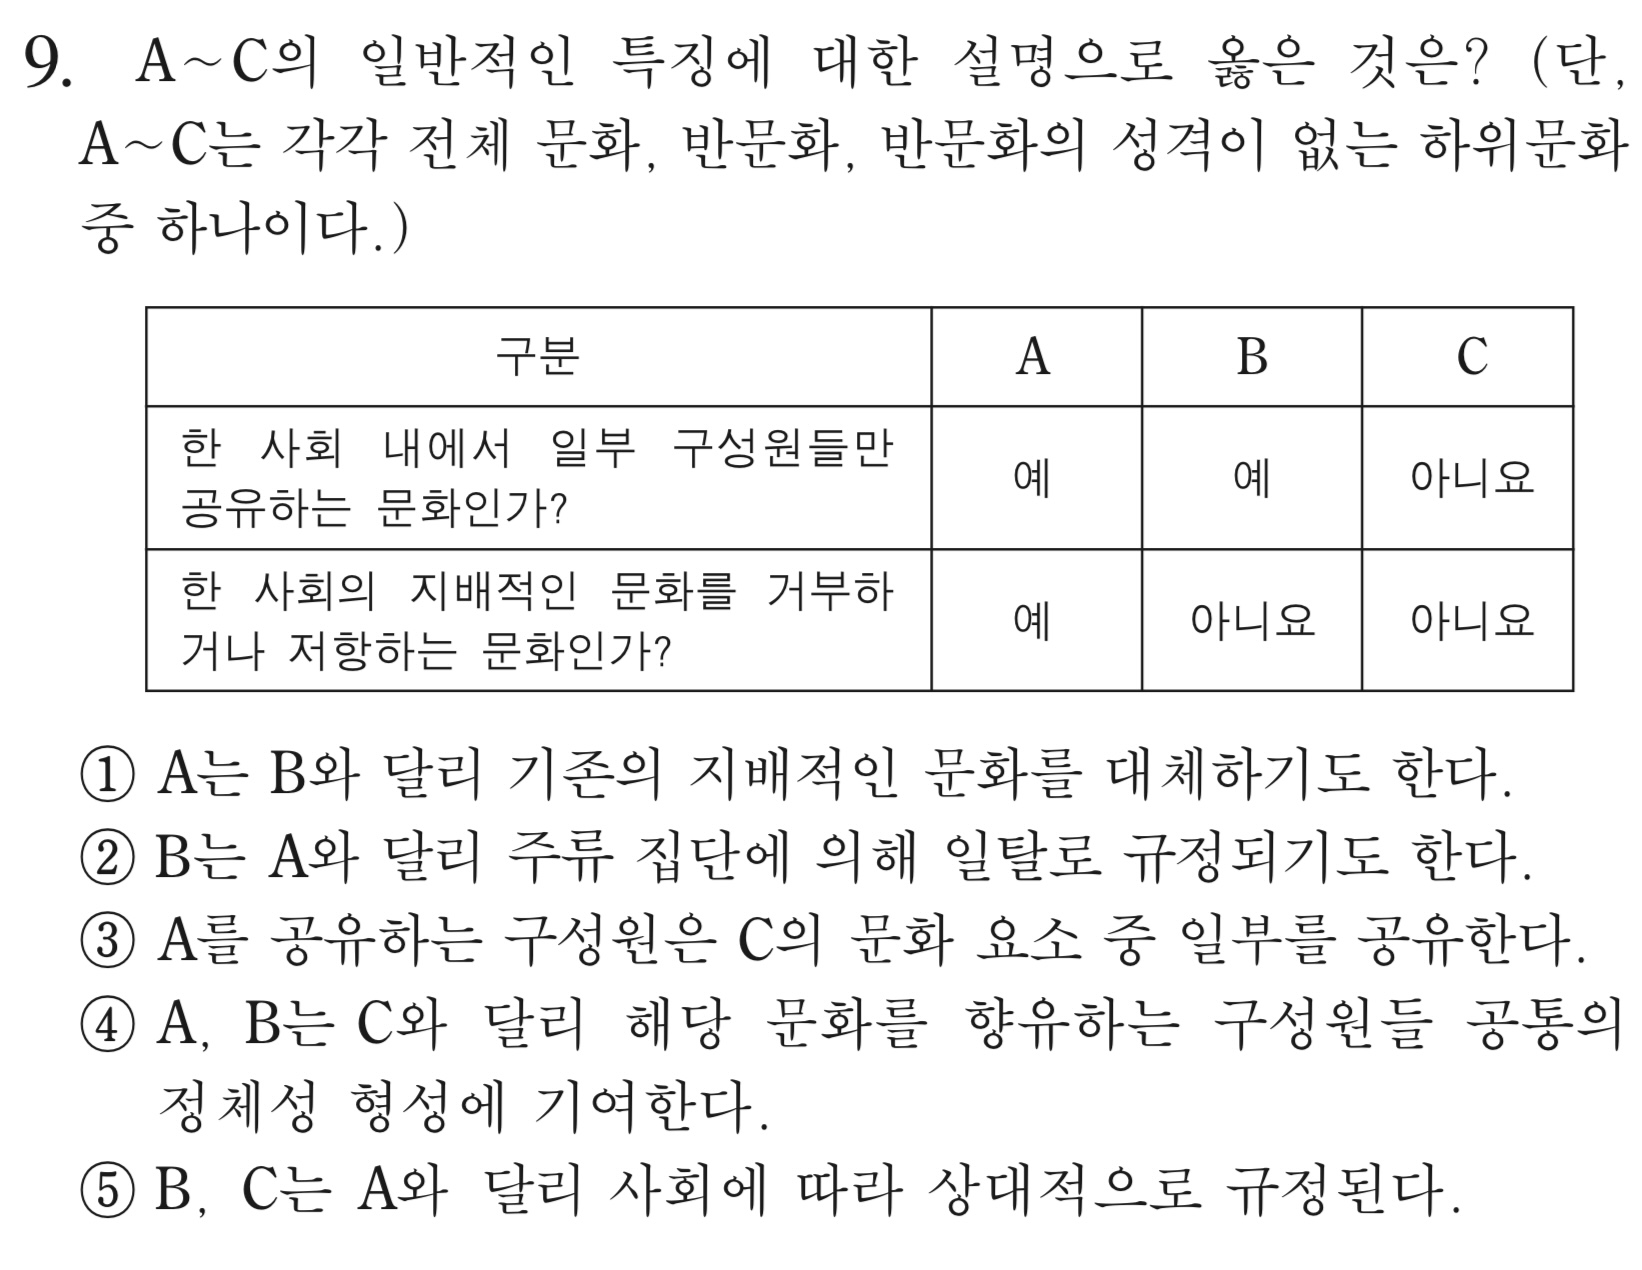 9. A~C의 일반적인 특징에 대한 설명으로 옳은 것은? (단,
A~C는 각각 전체 문화, 반문화, 반문화의 성격이 없는 하위문화
중 하나이다.)
구분 A B C
한 사회 내에서 일부 구성원들만
공유하는 문화인가? 예 예 아니요
한 사회의 지배적인 문화를 거부하
거나 저항하는 문화인가? 예 아니요 아니요
① A는 B와 달리 기존의 지배적인 문화를 대체하기도 한다.
② B는 A와 달리 주류 집단에 의해 일탈로 규정되기도 한다.
③ A를 공유하는 구성원은 C의 문화 요소 중 일부를 공유한다.
④ A, B는 C와 달리 해당 문화를 향유하는 구성원들 공통의
정체성 형성에 기여한다.
⑤ B, C는 A와 달리 사회에 따라 상대적으로 규정된다.